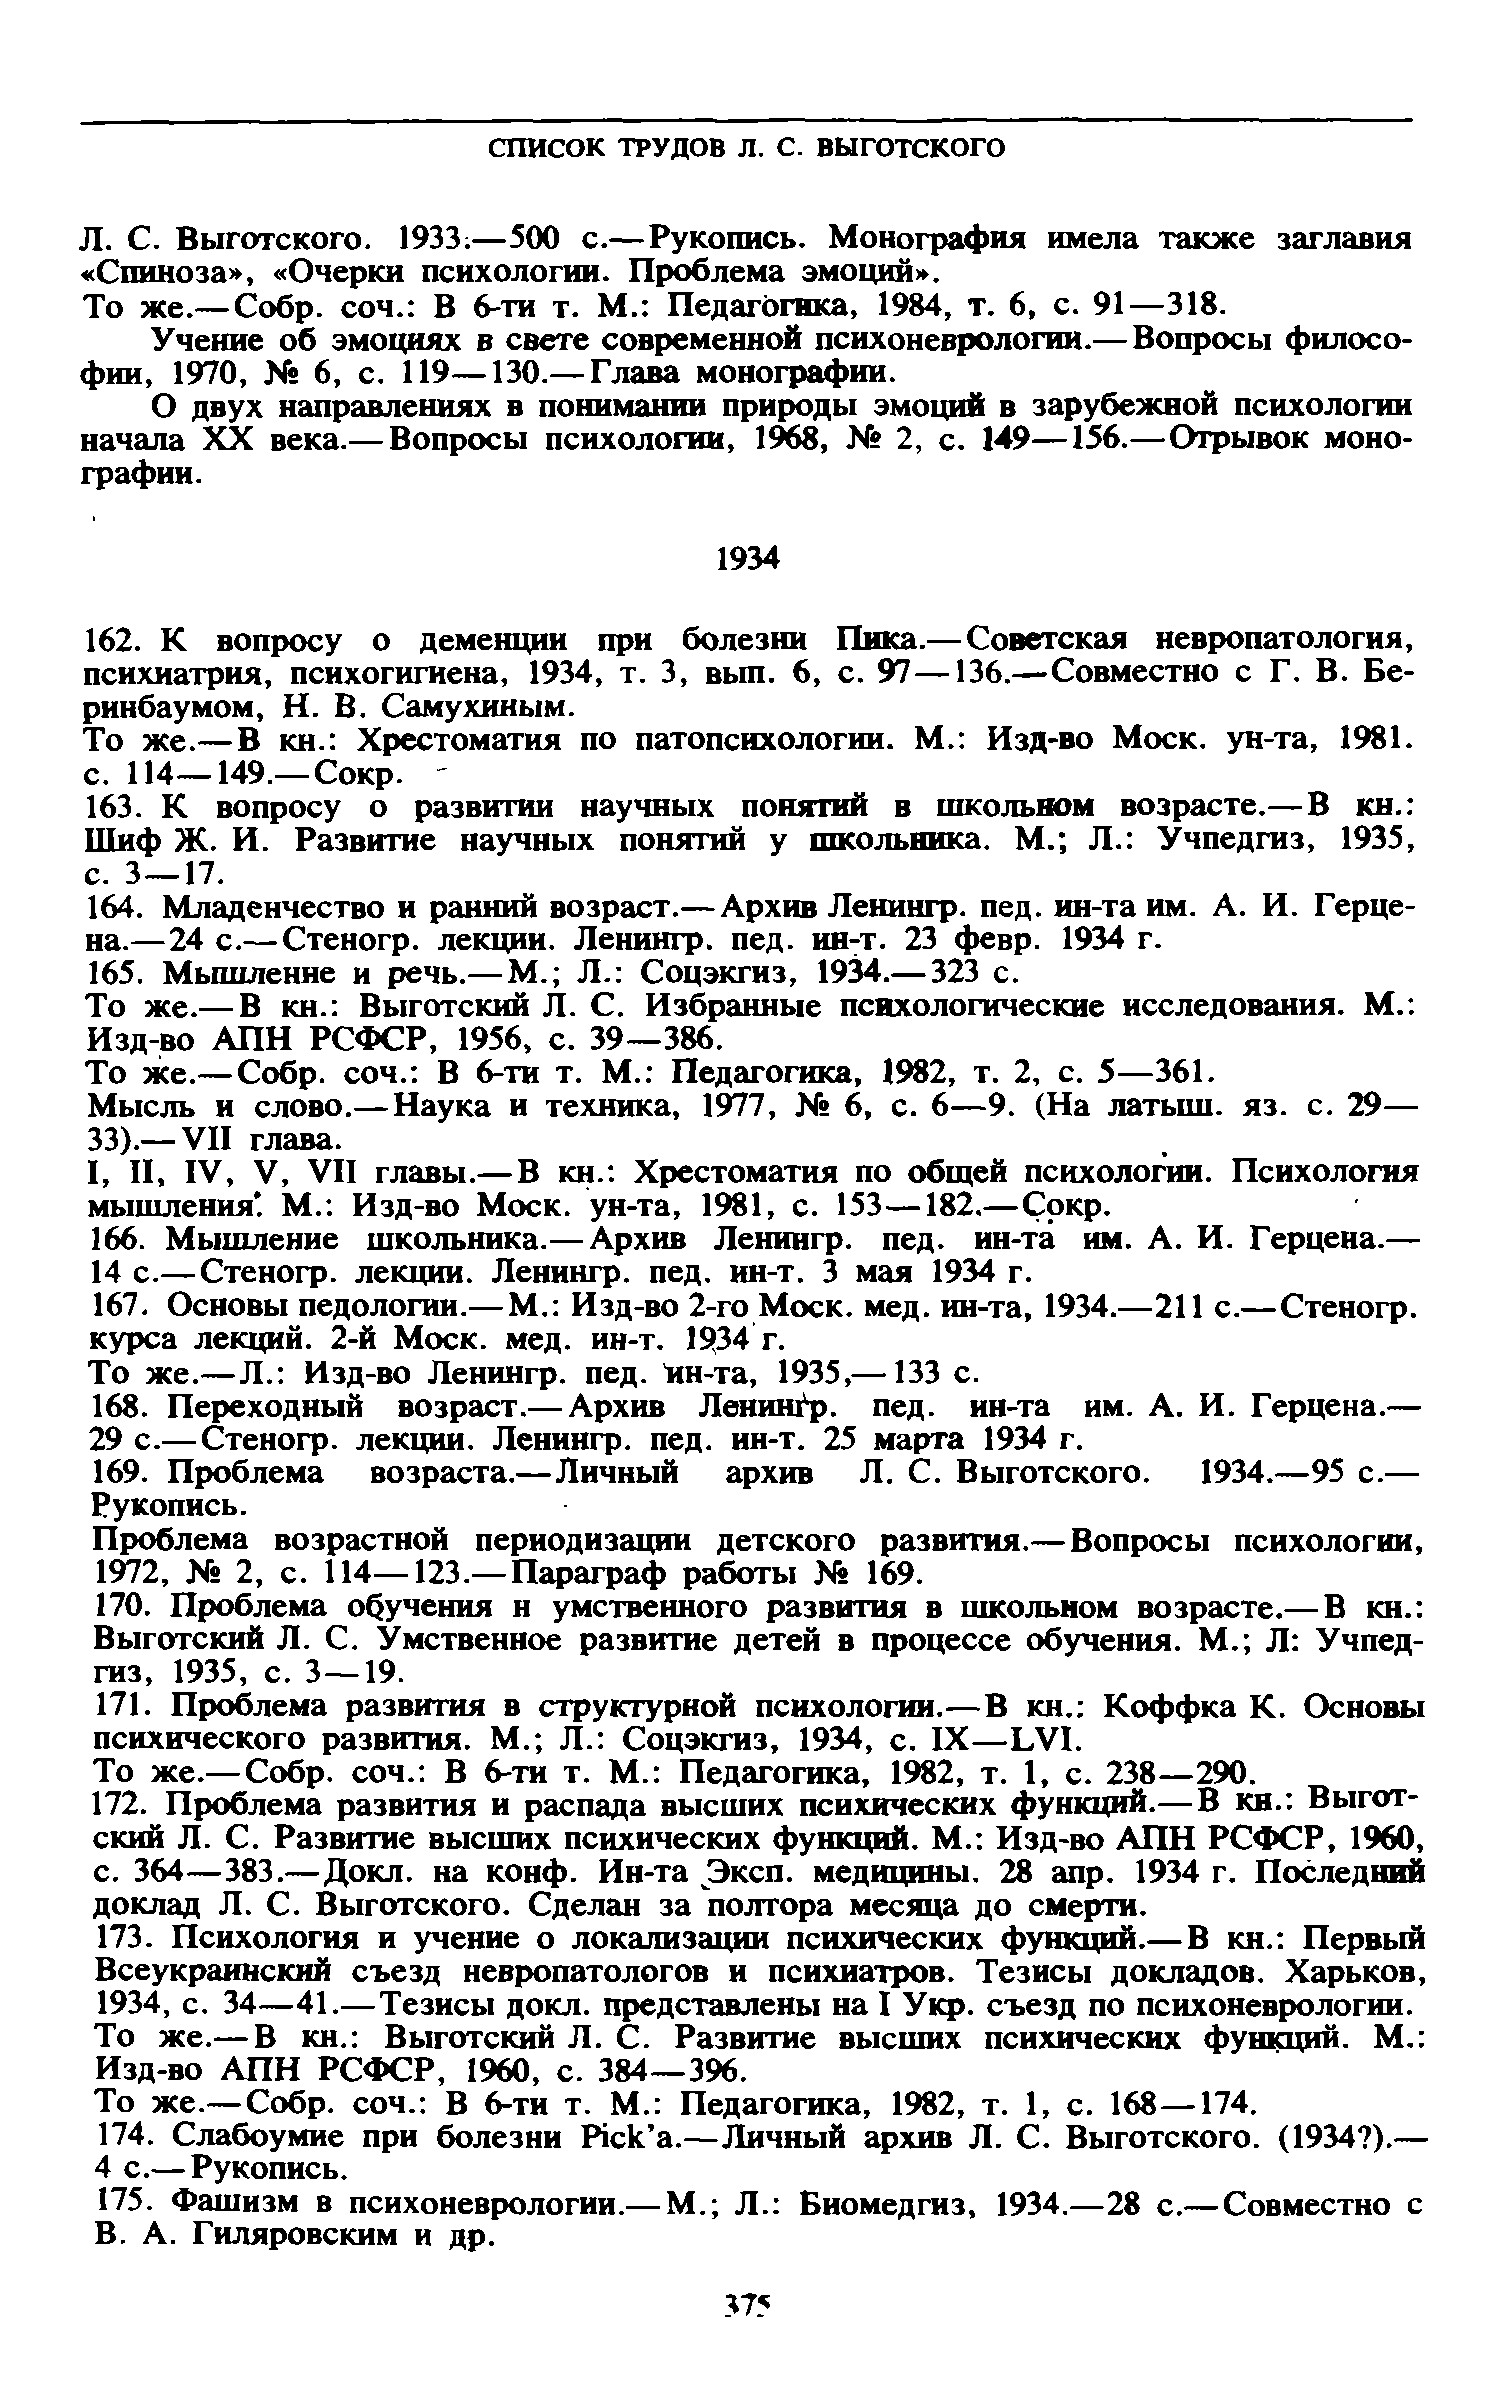 СПИСОК ТРУДОВ Л. С. ВЫГОТСКОГО
Л. С. Выготского. 1933.—500 с.—Рукопись. Монография имела также заглавия
«Спиноза», «Очерки психологии. Проблема эмоций».
То же.—Собр. соч.: В 6-ти т. М.: Педагогика, 1984, т. 6, с. 91—318.
Учение об эмоциях в свете современной психоневрологии.—Вопросы филосо-
фии, 1970, № 6, с. 119—130.—Глава монографии.
О двух направлениях в понимании природы эмоций в зарубежной психологии
начала XX века.—Вопросы психологии, 1968, № 2, с. 149—156.—Отрывок моно-
графии.
1934
162. К вопросу о деменции при болезни Пика.—Советская невропатология,
психиатрия, психогигиена, 1934, т. 3, вып. 6, с. 97—136.—Совместно с Г. В. Бе-
ринбаумом, Н. В. Самухиным.
То же.—В кн.: Хрестоматия по патопсихологии. М.: Изд-во Моск. ун-та, 1981.
с. 114—149.—Сокр.
163. К вопросу о развитии научных понятий в школьном возрасте.—В кн.:
Шиф Ж. И. Развитие научных понятий у школьника. М.; Л.: Учпедгиз, 1935,
с. 3—17.
164. Младенчество и ранний возраст.—Архив Ленингр. пед. ин-та им. А. И. Герце-
на.—24 с.—Стеногр. лекции. Ленингр. пед. ин-т. 23 февр. 1934 г.
165. Мышление и речь.—М.; Л.: Соцэкгиз, 1934.—323 с.
То же.—В кн.: Выготский Л. С. Избранные психологические исследования. М.:
Изд-во АПН РСФСР, 1956, с. 39—386.
То же.—Собр. соч.: В 6-ти т. М.: Педагогика, 1982, т. 2, с. 5—361.
Мысль и слово.—Наука и техника, 1977, № 6, с. 6—9. (На латыш. яз. с. 29—
33).—VII глава.
I, II, IV, V, VII главы.—В кн.: Хрестоматия по общей психологии. Психология
мышления. М.: Изд-во Моск. ун-та, 1981, с. 153—182.—Сокр.
166. Мышление школьника.—Архив Ленингр. пед. ин-та им. А. И. Герцена.—
14 с.—Стеногр. лекции. Ленингр. пед. ин-т. 3 мая 1934 г.
167. Основы педологии.—М.: Изд-во 2-го Моск. мед. ин-та, 1934.—211 с.—Стеногр.
курса лекций. 2-й Моск. мед. ин-т. 1934 г.
То же.—Л.: Изд-во Ленингр. пед. ин-та, 1935,—133 с.
168. Переходный возраст.—Архив Ленингр. пед. ин-та им. А. И. Герцена.—
29 с.—Стеногр. лекции. Ленингр. пед. ин-т. 25 марта 1934 г.
169. Проблема возраста.—Личный архив Л. С. Выготского. 1934.—95 с.—
Рукопись.
Проблема возрастной периодизации детского развития.—Вопросы психологии,
1972, № 2, с. 114—123.—Параграф работы № 169.
170. Проблема обучения н умственного развития в школьном возрасте.—В кн.:
Выготский Л. С. Умственное развитие детей в процессе обучения. М.; Л: Учпед-
гиз, 1935, с. 3—19.
171. Проблема развития в структурной психологии.—В кн.: Коффка К. Основы
психического развития. М.; Л.: Соцэкгиз, 1934, с. IX—LVI.
То же.—Собр. соч.: В 6-ти т. М.: Педагогика, 1982, т. 1, с. 238—290.
172. Проблема развития и распада высших психических функций.—В кн.: Выгот-
ский Л. С. Развитие высших психических функций. М.: Изд-во АПН РСФСР, 1960,
с. 364—383.—Докл. на конф. Ин-та Эксп. медицины. 28 апр. 1934 г. Последний
доклад Л. С. Выготского. Сделан за полтора месяца до смерти.
173. Психология и учение о локализации психических функций.—В кн.: Первый
Всеукраинский съезд невропатологов и психиатров. Тезисы докладов. Харьков,
1934, с. 34—41.—Тезисы докл. представлены на I Укр. съезд по психоневрологии.
То же.—В кн.: Выготский Л. С. Развитие высших психических функций. М.:
Изд-во АПН РСФСР, 1960, с. 384—396.
То же.—Собр. соч.: В 6-ти т. М.: Педагогика, 1982, т. 1, с. 168—174.
174. Слабоумие при болезни Pick’a.—Личный архив Л. С. Выготского. (1934?).—
4 с.—Рукопись.
175. Фашизм в психоневрологии.—М.; Л.: Биомедгиз, 1934.—28 с.—Совместно с
В. А. Гиляровским и др.
375